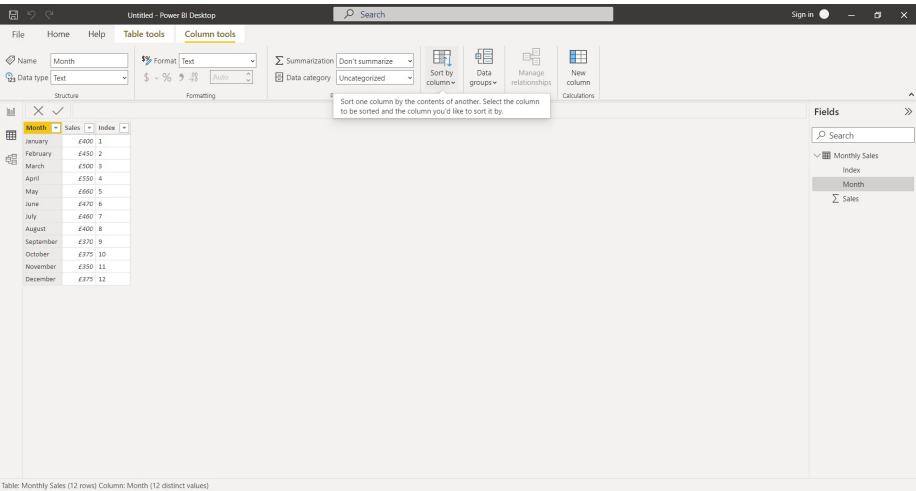 Untitled - Power BI Desktop
Search
Sign in
File Home Help Table tools Column tools
Name Month
Data type Text
Structure
Format Text
$ % Auto
Formatting
Summarization Don't summarize
Data category Uncategorized
Sort by column
Data groups
Manage relationships
New column
Calculations
Sort one column by the contents of another. Select the column
to be sorted and the column you'd like to sort it by.
Month Sales Index
January £400 1
February £450 2
March £500 3
April £550 4
May £660 5
June £470 6
July £460 7
August £400 8
September £370 9
October £375 10
November £350 11
December £375 12
Fields
Search
Monthly Sales
Index
Month
Sales
Table: Monthly Sales (12 rows) Column: Month (12 distinct values)